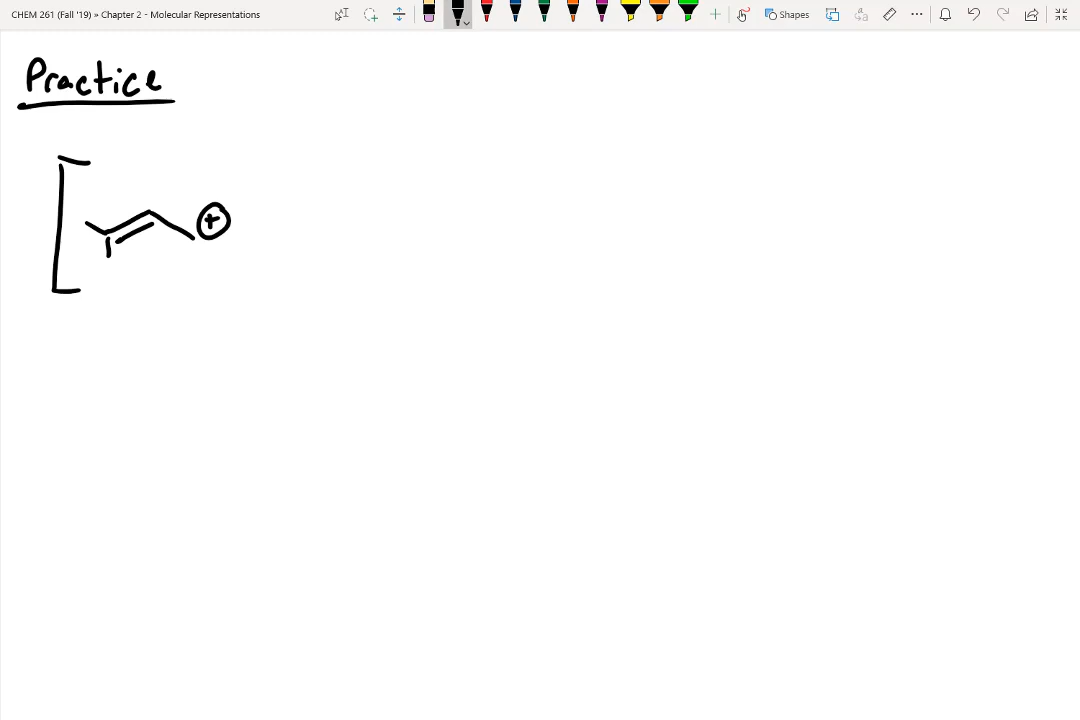 CHEM 261 (Fall '19) » Chapter 2 - Molecular Representations
Shapes
Practice
+